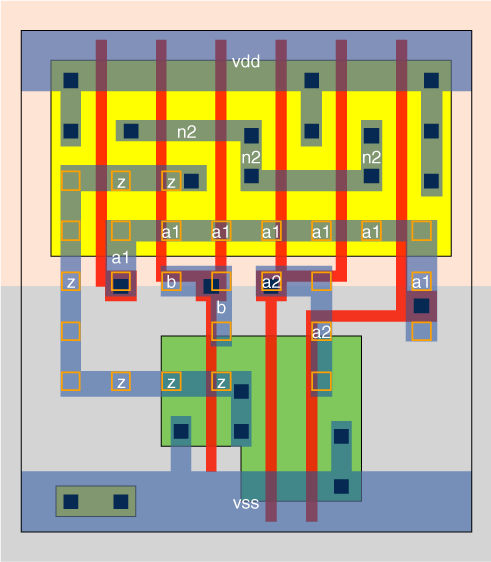 vdd
n2
n2 n2
z z
a1 a1 a1 a1 a1
a1
z b a2 a1
b
a2
z z z
vss